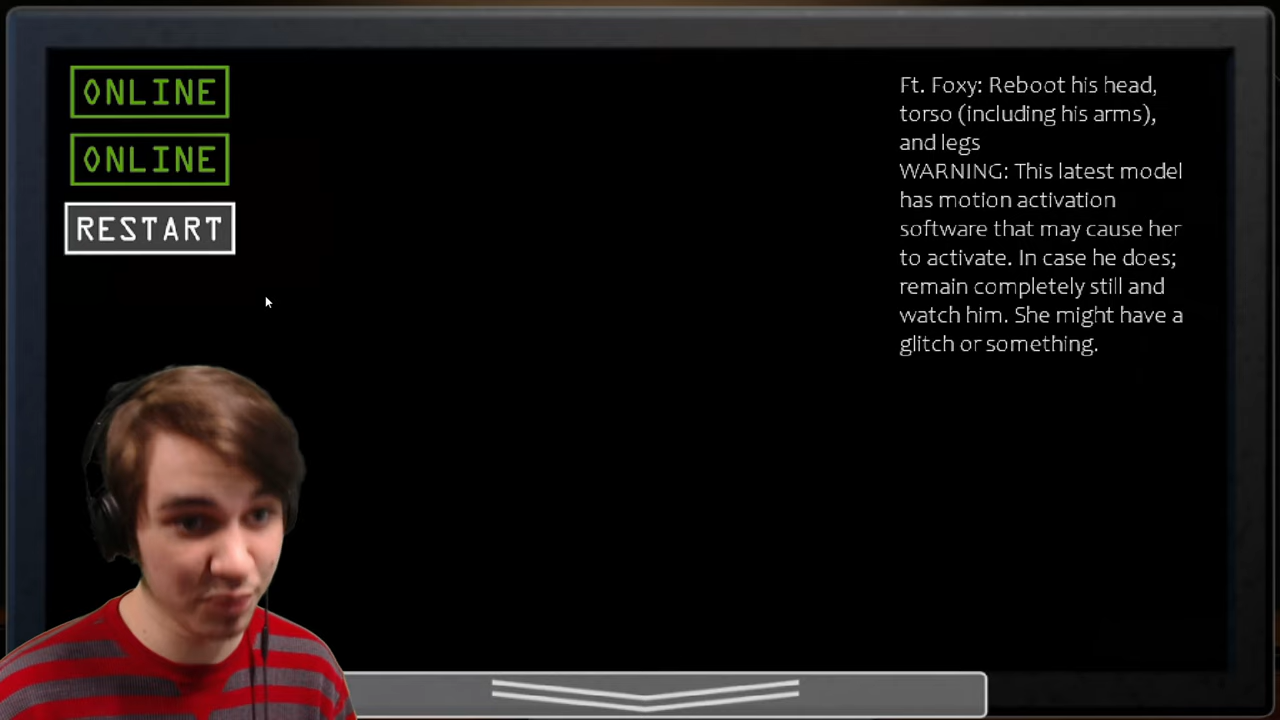 ONLINE
ONLINE
RESTART
Ft. Foxy: Reboot his head,
torso (including his arms),
and legs
WARNING: This latest model
has motion activation
software that may cause her
to activate. In case he does;
remain completely still and
watch him. She might have a
glitch or something.